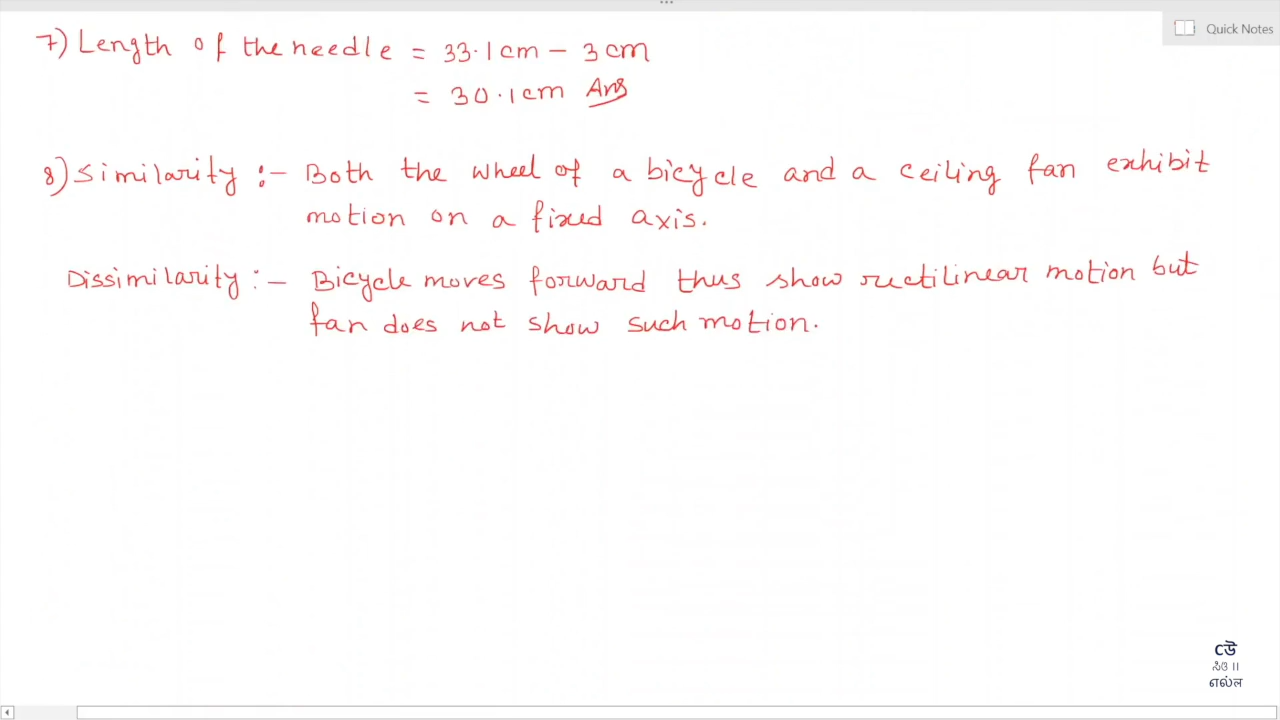 Quick Notes
7) Length of the needle = 33.1cm - 3cm
= 30.1cm Ans
8) Similarity :- Both the wheel of a bicycle and a ceiling fan exhibit
motion on a fixed axis.
Dissimilarity :- Bicycle moves forward thus show rectilinear motion but
fan does not show such motion.